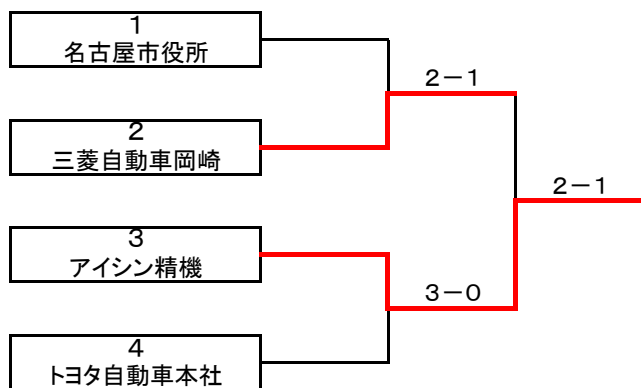 １
名古屋市役所
２－１
２
三菱自動車岡崎
２－１
３
アイシン精機
３－０
４
トヨタ自動車本社